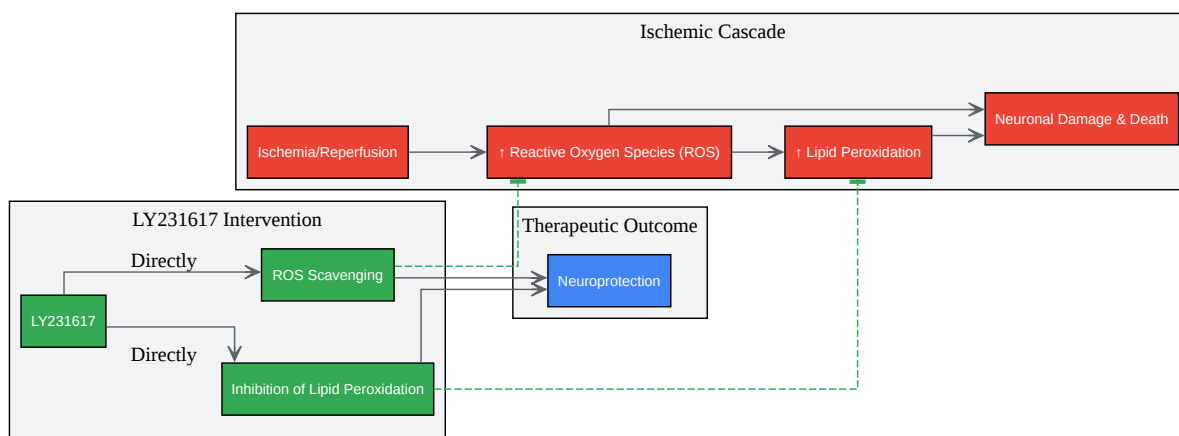 Ischemic Cascade
Neuronal Damage & Death
Ischemia/Reperfusion
↑ Reactive Oxygen Species (ROS)
↑ Lipid Peroxidation
LY231617 Intervention
Therapeutic Outcome
Directly
ROS Scavenging
Neuroprotection
LY231617
Directly
Inhibition of Lipid Peroxidation